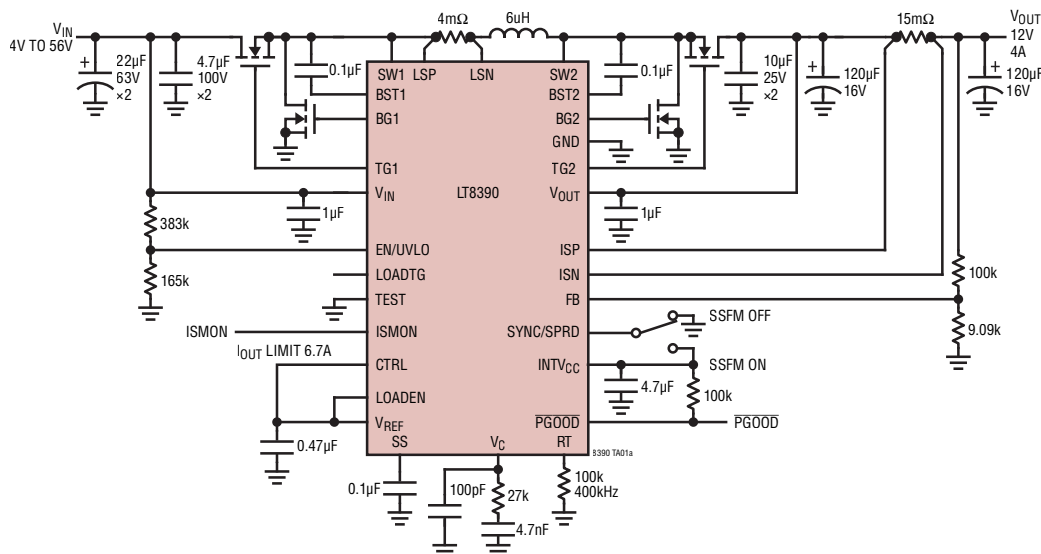 VIN
4V TO 56V
22µF
63V
×2
4.7µF
100V
×2
4mΩ
6uH
15mΩ
VOUT
12V
4A
0.1µF
0.1µF
10µF
25V
×2
120µF
16V
120µF
16V
SW1
LSP
LSN
SW2
BST1
BST2
BG1
BG2
GND
TG1
TG2
VIN
LT8390
VOUT
1µF
1µF
383k
165k
EN/UVLO
ISP
LOADTG
ISN
100k
TEST
FB
9.09k
ISMON
ISMON
SYNC/SPRD
SSFM OFF
IOUT LIMIT 6.7A
SSFM ON
CTRL
INTVCC
4.7µF
100k
LOADEN
VREF
PGOOD
PGOOD
0.47µF
SS
VC
RT
8390 TA01a
0.1µF
100pF
27k
4.7nF
100k
400kHz